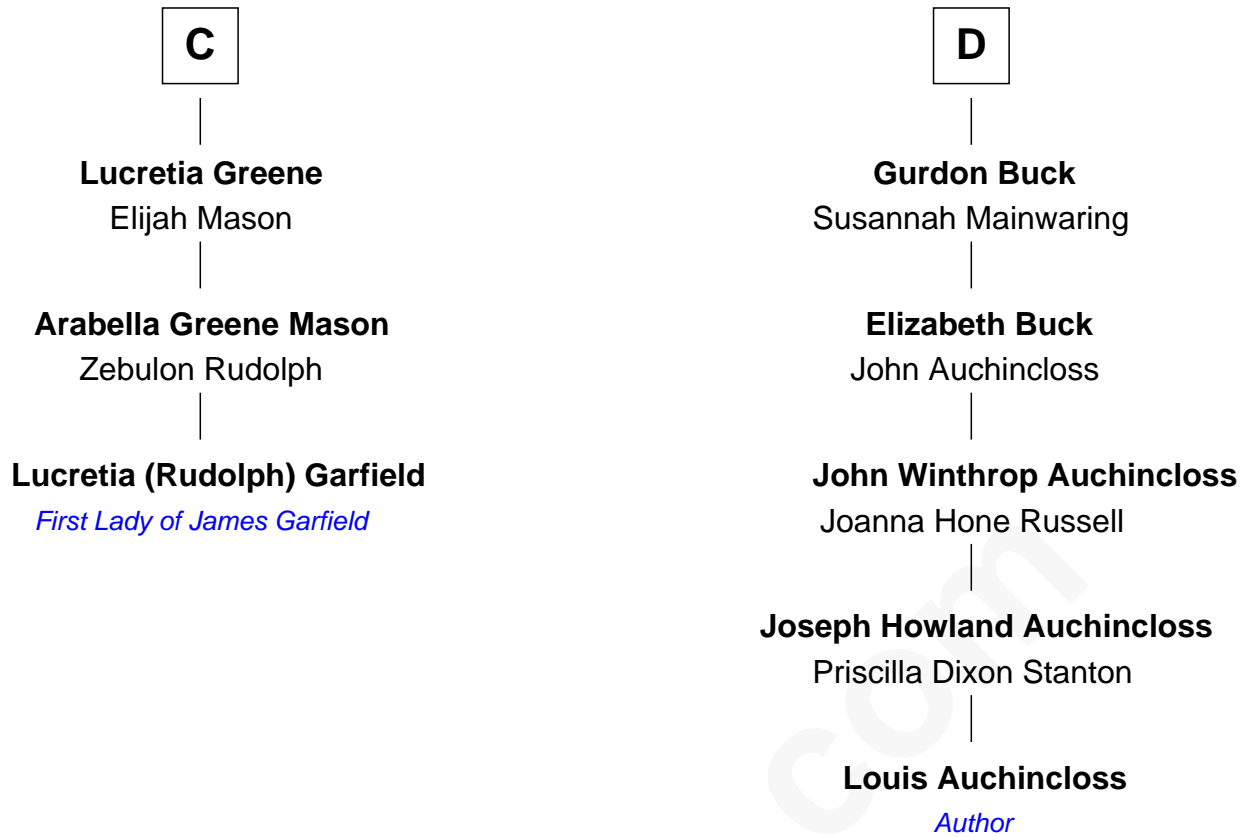 C
Lucretia Greene
Elijah Mason
Arabella Greene Mason
Zebulon Rudolph
Lucretia (Rudolph) Garfield
First Lady of James Garfield
D
Gurdon Buck
Susannah Mainwaring
Elizabeth Buck
John Auchincloss
John Winthrop Auchincloss
Joanna Hone Russell
Joseph Howland Auchincloss
Priscilla Dixon Stanton
Louis Auchincloss
Author
com